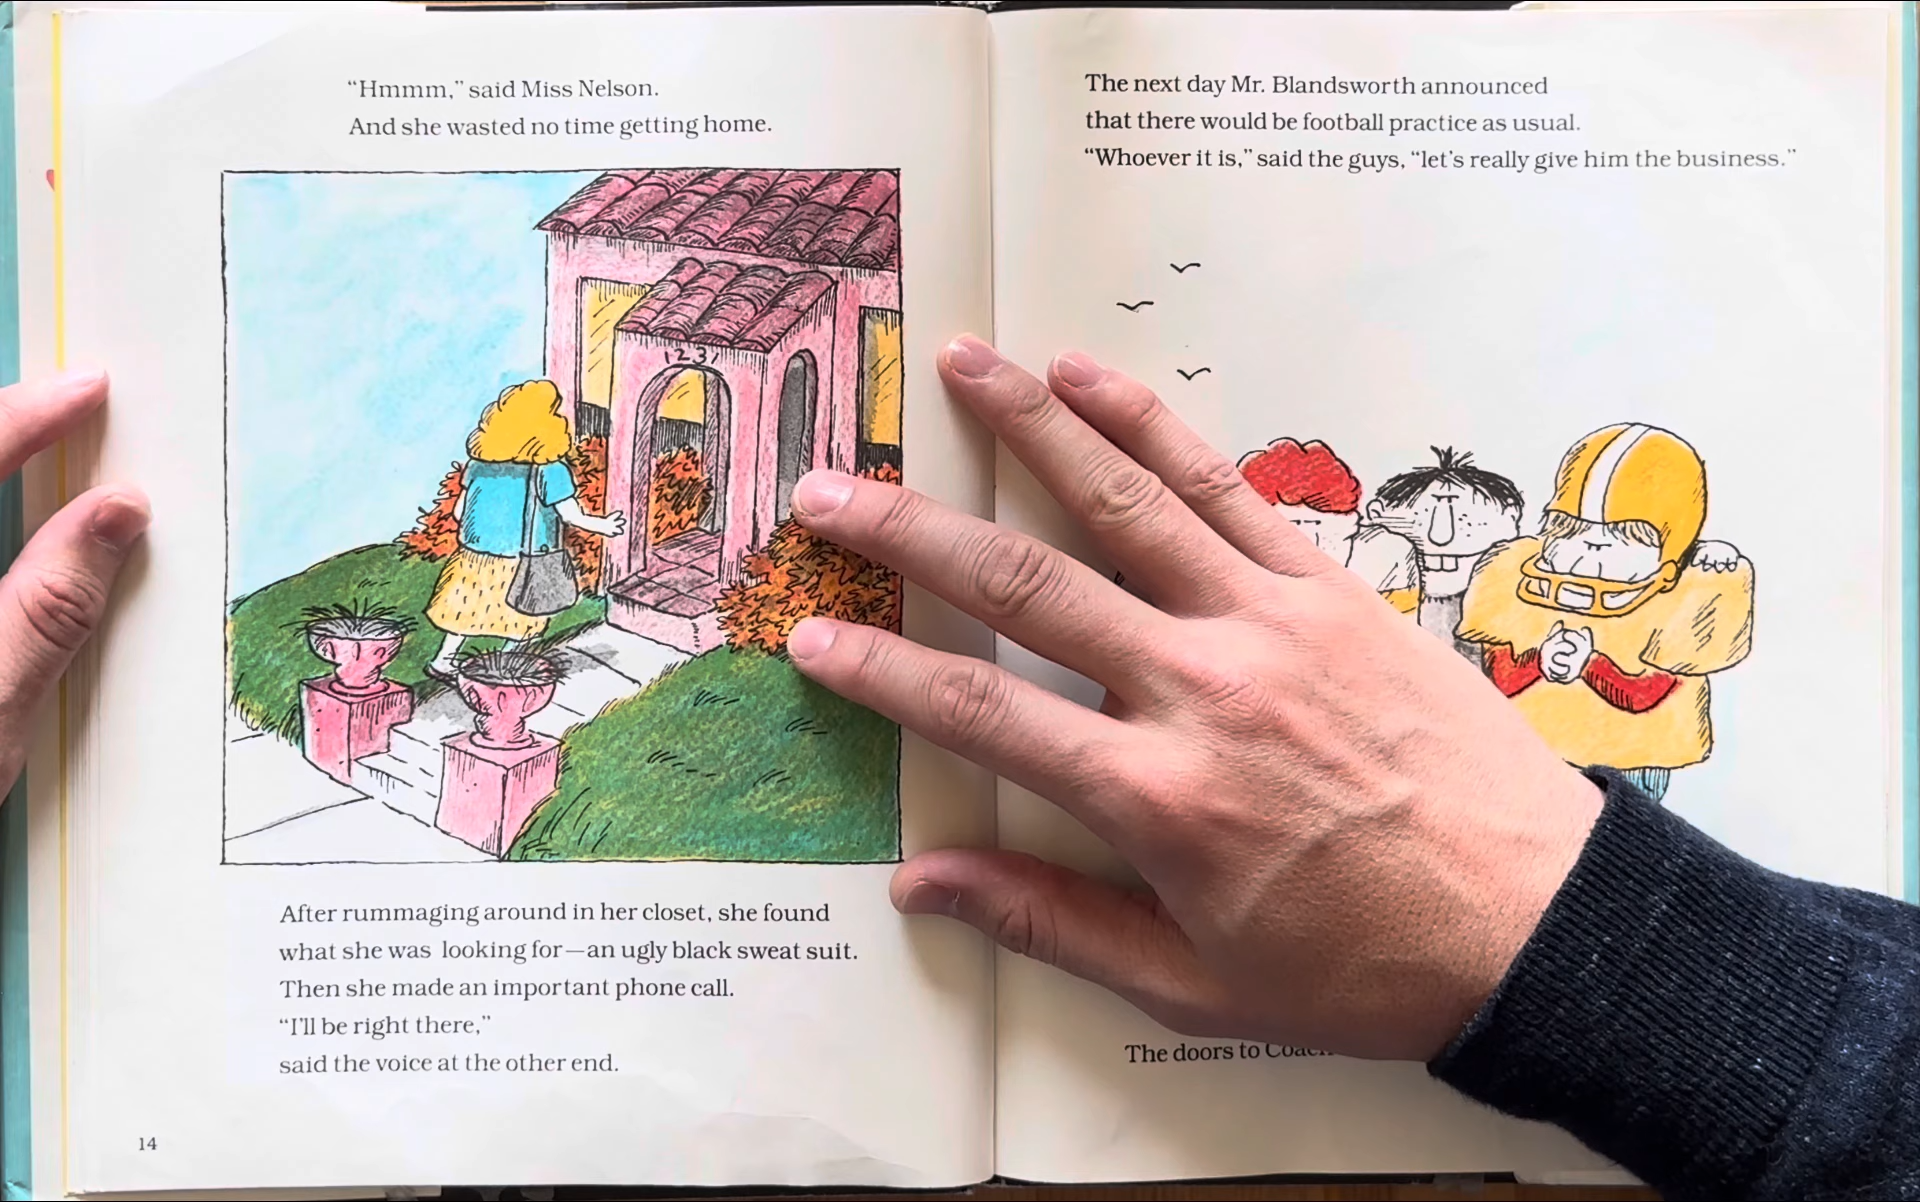 “Hmmm,” said Miss Nelson.
And she wasted no time getting home.
1231
After rummaging around in her closet, she found
what she was looking for—an ugly black sweat suit.
Then she made an important phone call.
“I’ll be right there,”
said the voice at the other end.
14
The next day Mr. Blandsworth announced
that there would be football practice as usual.
“Whoever it is,” said the guys, “let’s really give him the business.”
The doors to